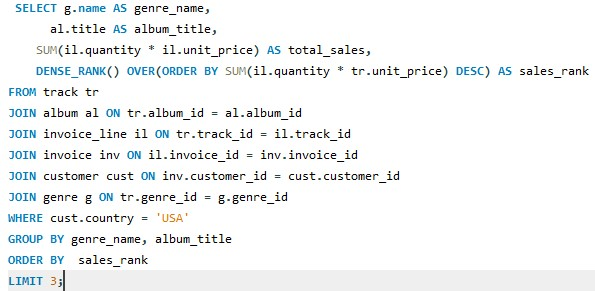 SELECT g.name AS genre_name,
al.title AS album_title,
SUM(il.quantity * il.unit_price) AS total_sales,
DENSE_RANK() OVER(ORDER BY SUM(il.quantity * tr.unit_price) DESC) AS sales_rank
FROM track tr
JOIN album al ON tr.album_id = al.album_id
JOIN invoice_line il ON tr.track_id = il.track_id
JOIN invoice inv ON il.invoice_id = inv.invoice_id
JOIN customer cust ON inv.customer_id = cust.customer_id
JOIN genre g ON tr.genre_id = g.genre_id
WHERE cust.country = 'USA'
GROUP BY genre_name, album_title
ORDER BY  sales_rank
LIMIT 3;